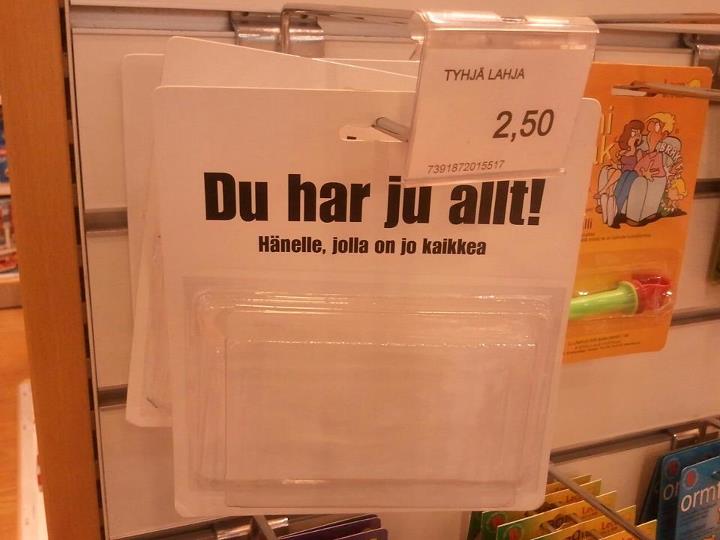 TYHJÄ LAHJA
2,50
7391872015517
Du har ju allt!
Hänelle, jolla on jo kaikkea